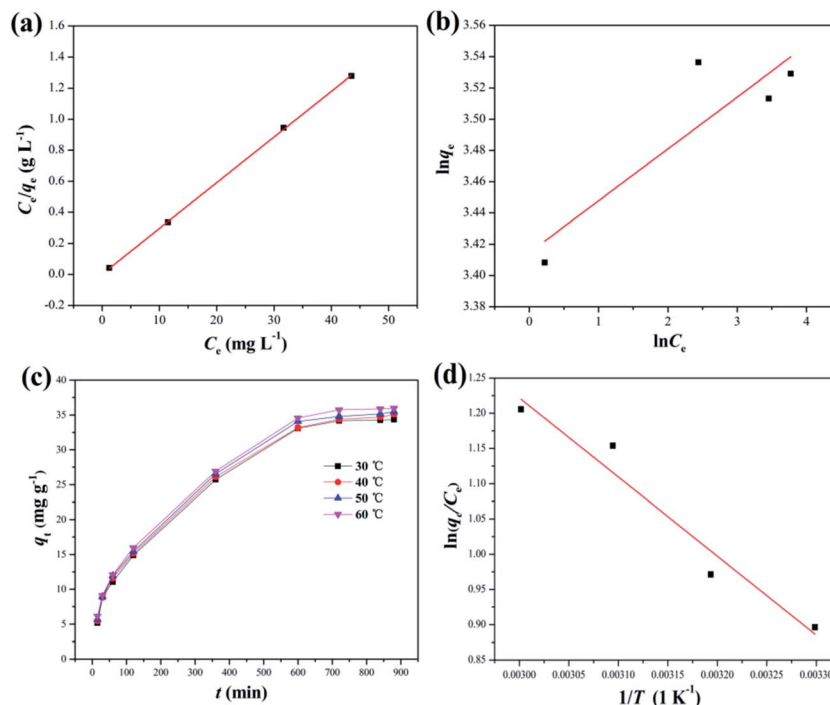 (a)
1.6
1.4
1.2
1.0
0.8
0.6
0.4
0.2
0.0
-0.2
Ce/qe (g L-1)
0 10 20 30 40 50
Ce (mg L-1)
(b)
3.56
3.54
3.52
3.50
3.48
3.46
3.44
3.42
3.40
3.38
lnqe
0 1 2 3 4
lnCe
(c)
40
35
30
25
20
15
10
5
0
qt (mg g-1)
30 ℃
40 ℃
50 ℃
60 ℃
0 100 200 300 400 500 600 700 800 900
t (min)
(d)
1.25
1.20
1.15
1.10
1.05
1.00
0.95
0.90
0.85
ln(qe/Ce)
0.00300 0.00305 0.00310 0.00315 0.00320 0.00325 0.00330
1/T (1 K-1)